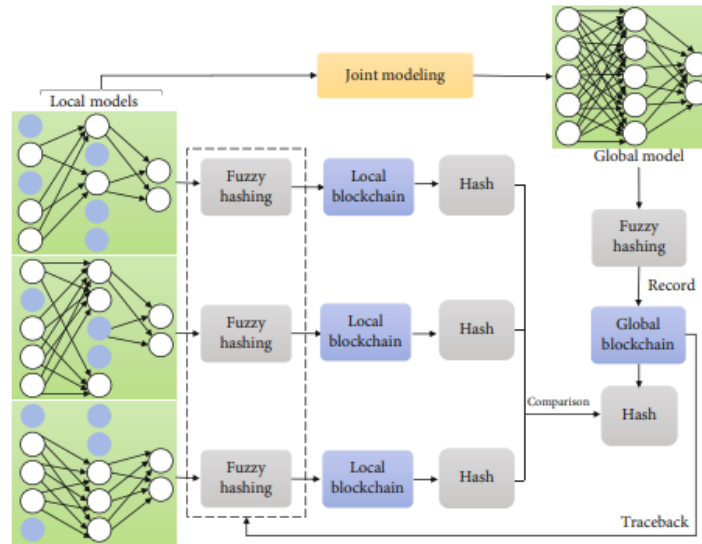 Joint modeling
Local models
Global model
Fuzzy
hashing
Local
blockchain
Hash
Fuzzy
hashing
Record
Fuzzy
hashing
Local
blockchain
Hash
Global
blockchain
Comparison
Hash
Fuzzy
hashing
Local
blockchain
Hash
Traceback